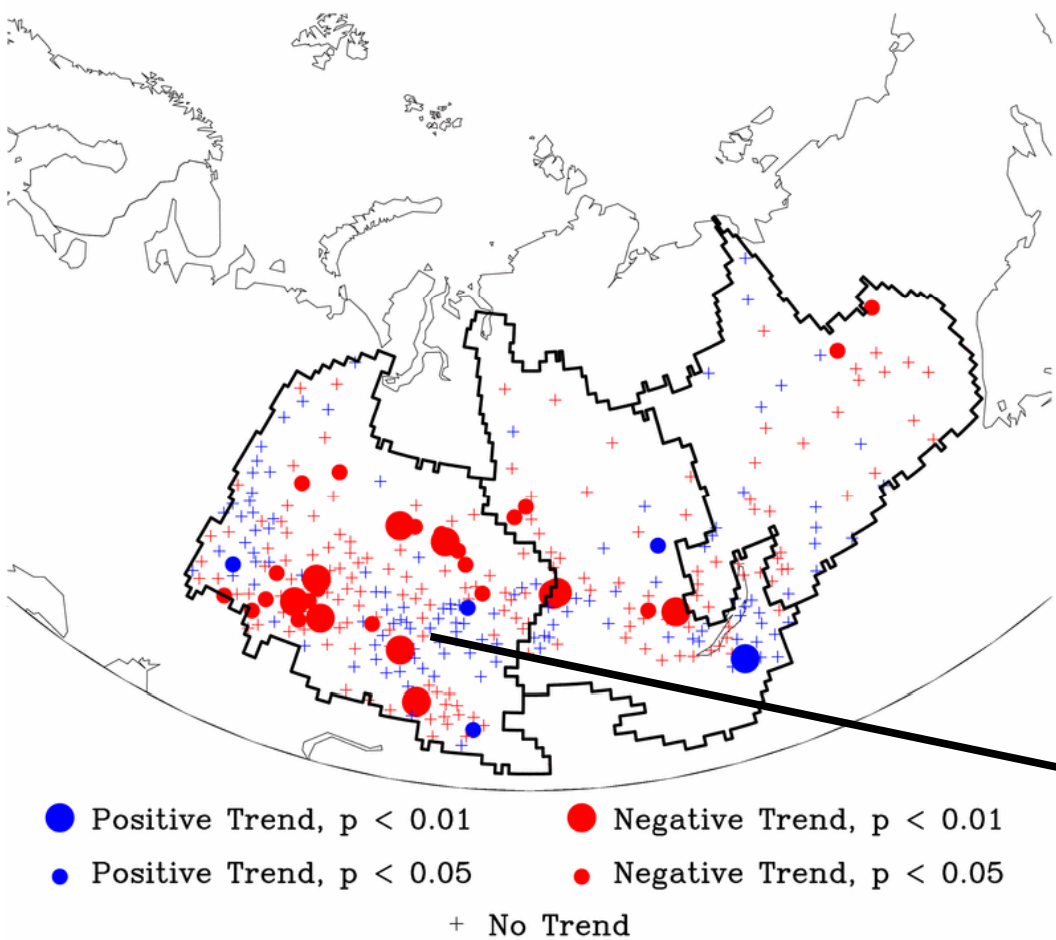 Positive Trend, p < 0.01 Negative Trend, p < 0.01
Positive Trend, p < 0.05 Negative Trend, p < 0.05
+ No Trend